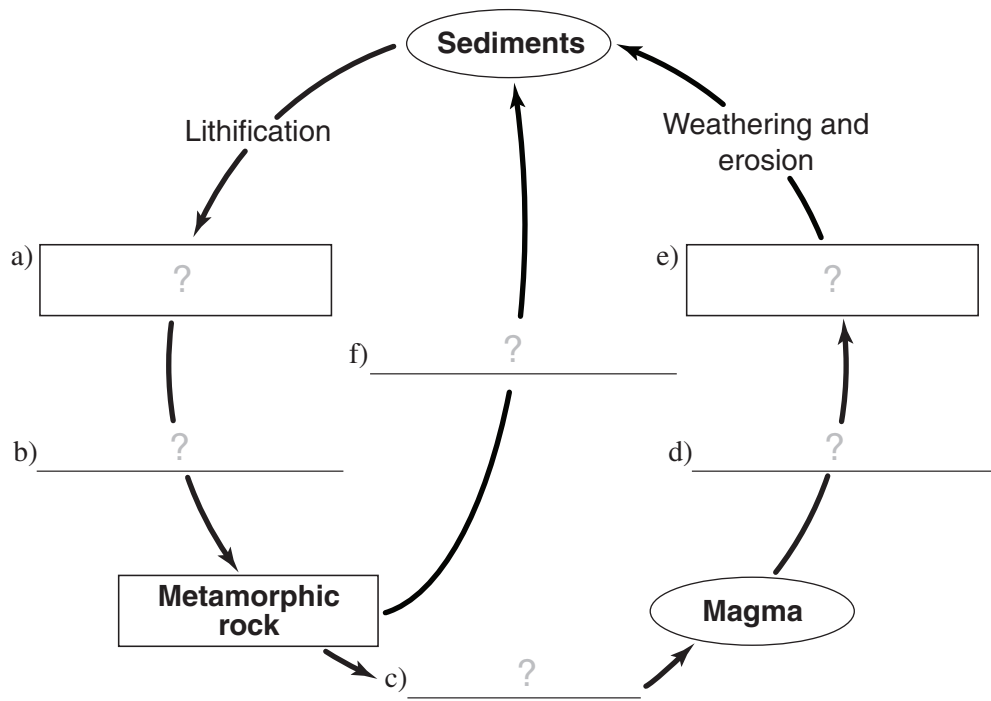 Sediments
Lithification
Weathering and
erosion
a)
?
e)
?
f)
?
b)
?
d)
?
Metamorphic
rock
Magma
c)
?